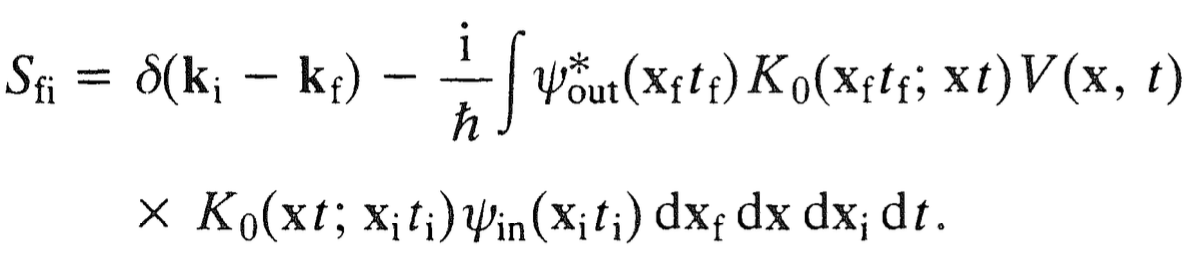 S_fi = δ(k_i − k_f) − i/ħ ∫ ψ*_out(x_f t_f) K_0(x_f t_f; x t) V(x, t)
× K_0(x t; x_i t_i) ψ_in(x_i t_i) dx_f dx dx_i dt.